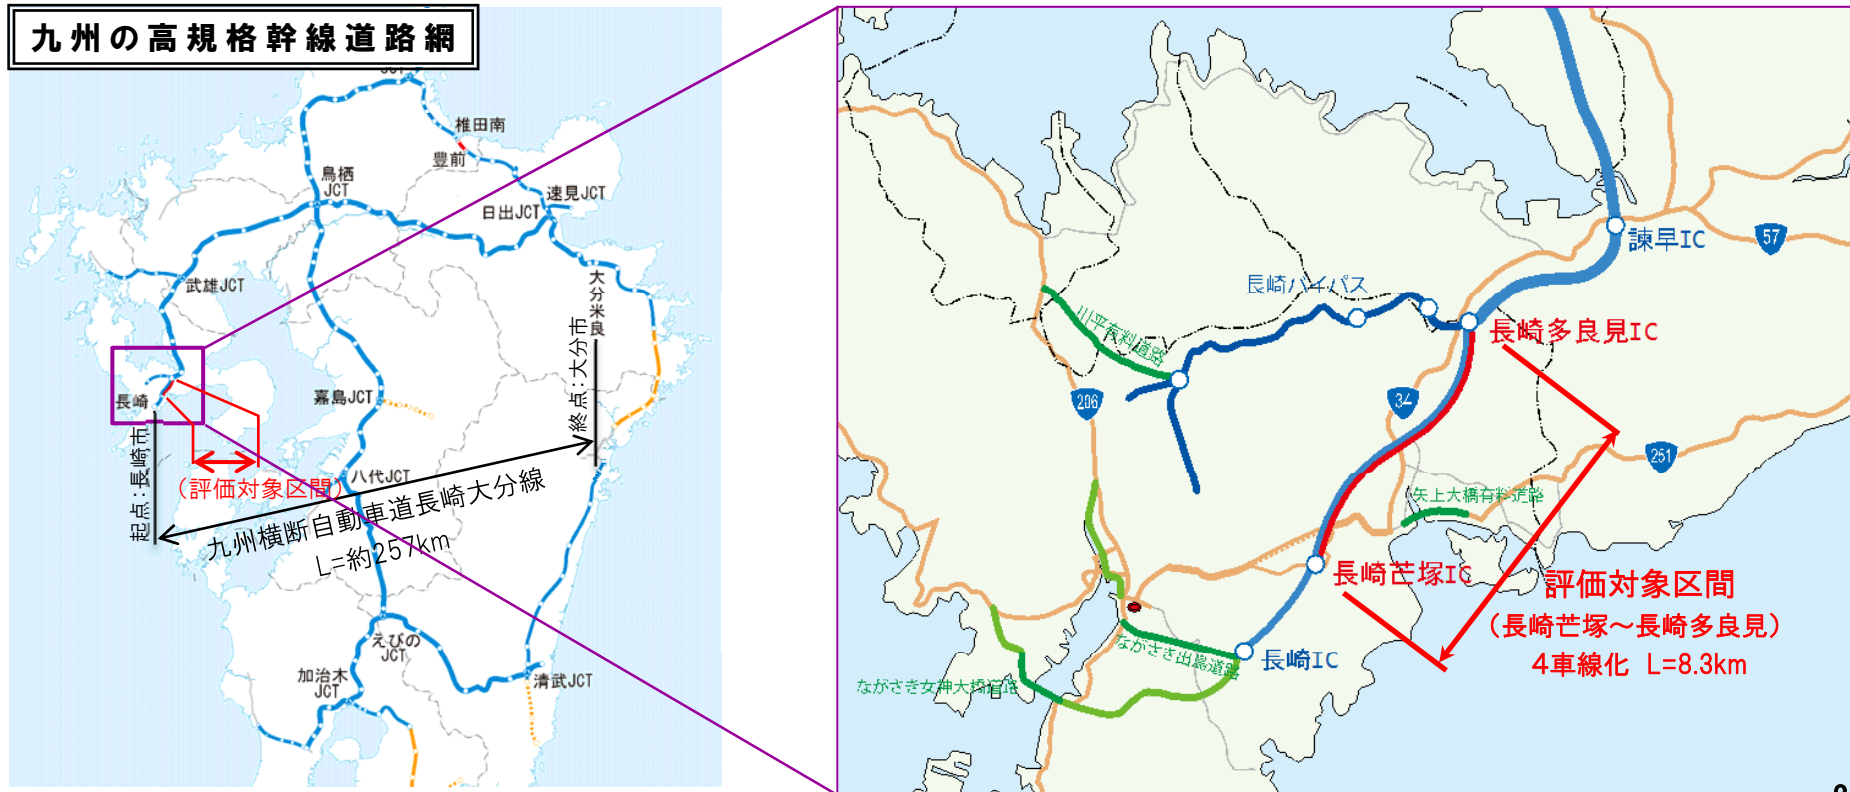 九州の高規格幹線道路網
JCT
椎田南
豊前
鳥栖
JCT
速見JCT
日出JCT
武雄JCT
大分米良
長崎
嘉島JCT
起点:長崎市
終点:大分市
(評価対象区間)
八代JCT
九州横断自動車道長崎大分線
L=約257km
えびの
JCT
加治木
JCT
清武JCT
諫早IC
57
長崎バイパス
川平有料道路
長崎多良見IC
206
34
251
矢上大橋有料道路
長崎芒塚IC
評価対象区間
(長崎芒塚~長崎多良見)
4車線化 L=8.3km
ながさき出島道路
長崎IC
ながさき女神大橋道路